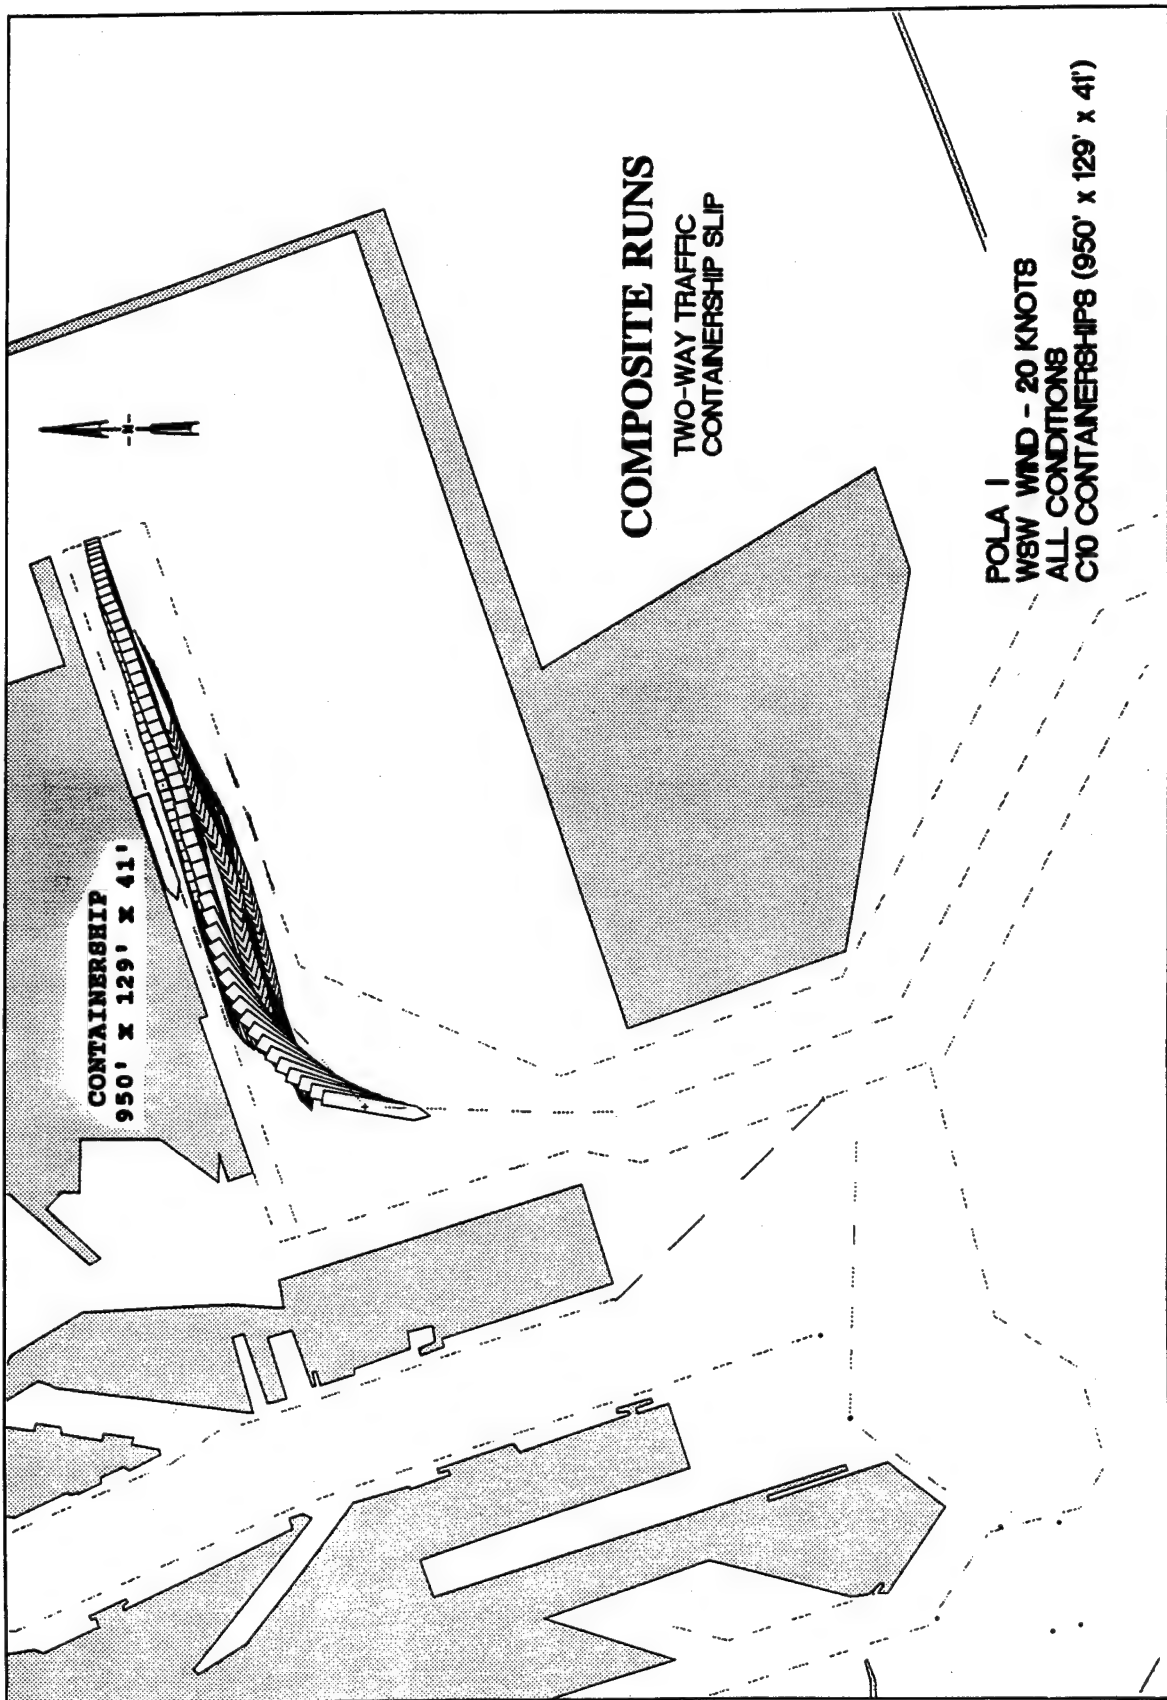 CONTAINERSHIP
950' x 129' x 41'
COMPOSITE RUNS
TWO-WAY TRAFFIC
CONTAINERSHIP SLIP
POLA I
WSW WIND - 20 KNOTS
ALL CONDITIONS
C10 CONTAINERSHIPS (950' x 129' x 41')
-N-